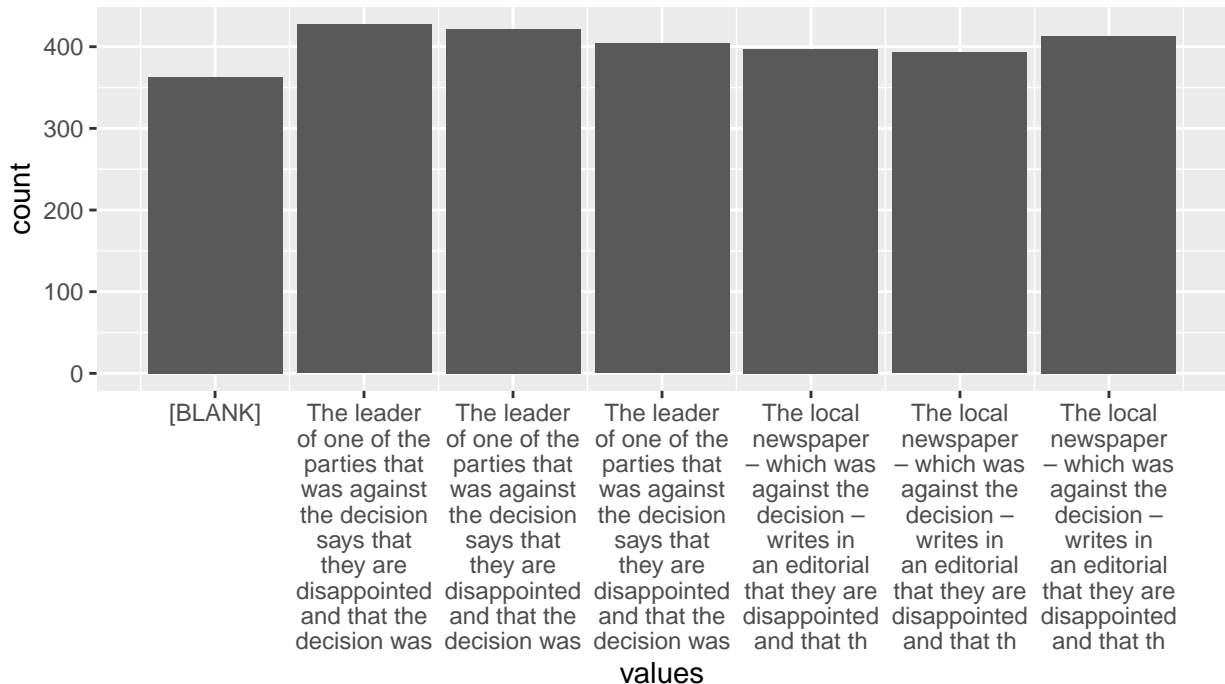 count
400
300
200
100
0
[BLANK]
The leader
of one of the
parties that
was against
the decision
says that
they are
disappointed
and that the
decision was
The leader
of one of the
parties that
was against
the decision
says that
they are
disappointed
and that the
decision was
The leader
of one of the
parties that
was against
the decision
says that
they are
disappointed
and that the
decision was
The local
newspaper
– which was
against the
decision –
writes in
an editorial
that they are
disappointed
and that th
The local
newspaper
– which was
against the
decision –
writes in
an editorial
that they are
disappointed
and that th
The local
newspaper
– which was
against the
decision –
writes in
an editorial
that they are
disappointed
and that th
values